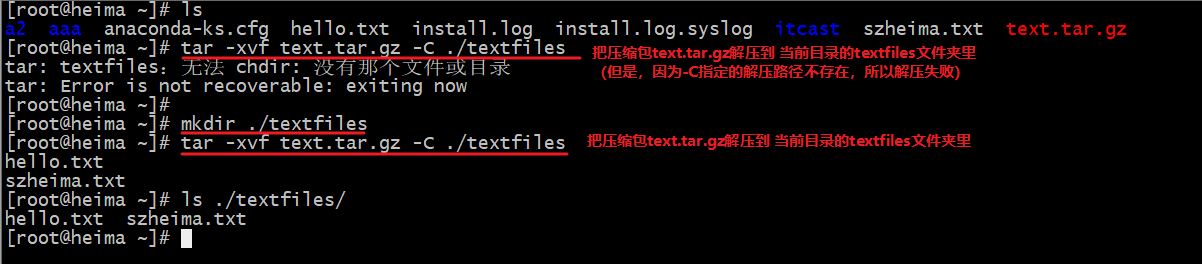 [root@heima ~]# ls
a2  aaa  anaconda-ks.cfg  hello.txt  install.log  install.log.syslog  itcast  szheima.txt  text.tar.gz
[root@heima ~]# tar -xvf text.tar.gz -C ./textfiles 把压缩包text.tar.gz解压到 当前目录的textfiles文件夹里
tar: textfiles：无法 chdir: 没有那个文件或目录 （但是，因为-C指定的解压路径不存在，所以解压失败）
tar: Error is not recoverable: exiting now
[root@heima ~]#
[root@heima ~]# mkdir ./textfiles
[root@heima ~]# tar -xvf text.tar.gz -C ./textfiles 把压缩包text.tar.gz解压到 当前目录的textfiles文件夹里
hello.txt
szheima.txt
[root@heima ~]# ls ./textfiles/
hello.txt  szheima.txt
[root@heima ~]#